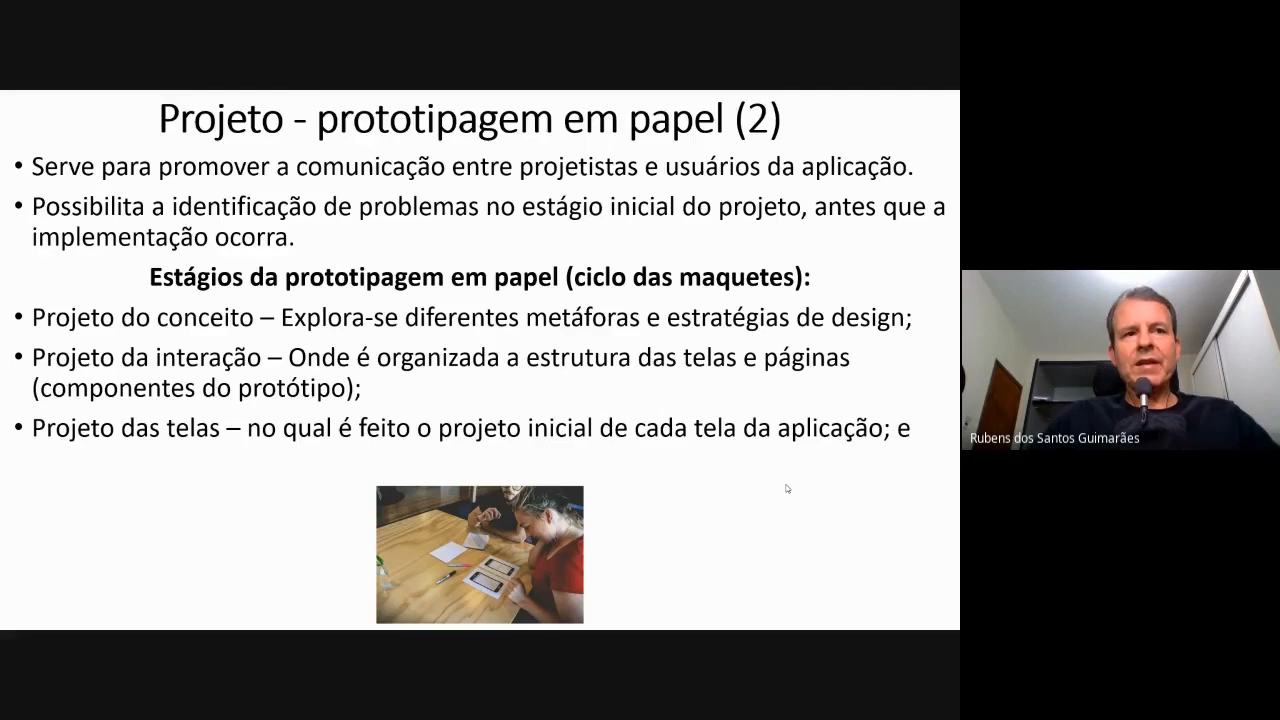 Projeto - prototipagem em papel (2)
• Serve para promover a comunicação entre projetistas e usuários da aplicação.
• Possibilita a identificação de problemas no estágio inicial do projeto, antes que a
implementação ocorra.
Estágios da prototipagem em papel (ciclo das maquetes):
• Projeto do conceito – Explora-se diferentes metáforas e estratégias de design;
• Projeto da interação – Onde é organizada a estrutura das telas e páginas
(componentes do protótipo);
• Projeto das telas – no qual é feito o projeto inicial de cada tela da aplicação; e
Rubens dos Santos Guimarães